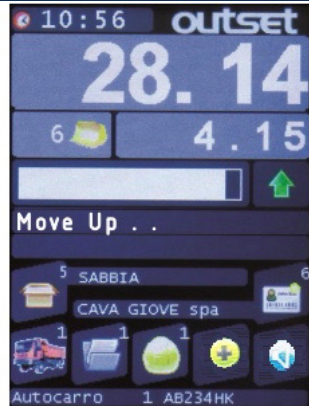 10:56 outset
28. 14
6 4 . 15
Move Up . .
5 SABBIA 6
CAVA GIOVE spa
1 1 1
Autocarro 1 AB234HK